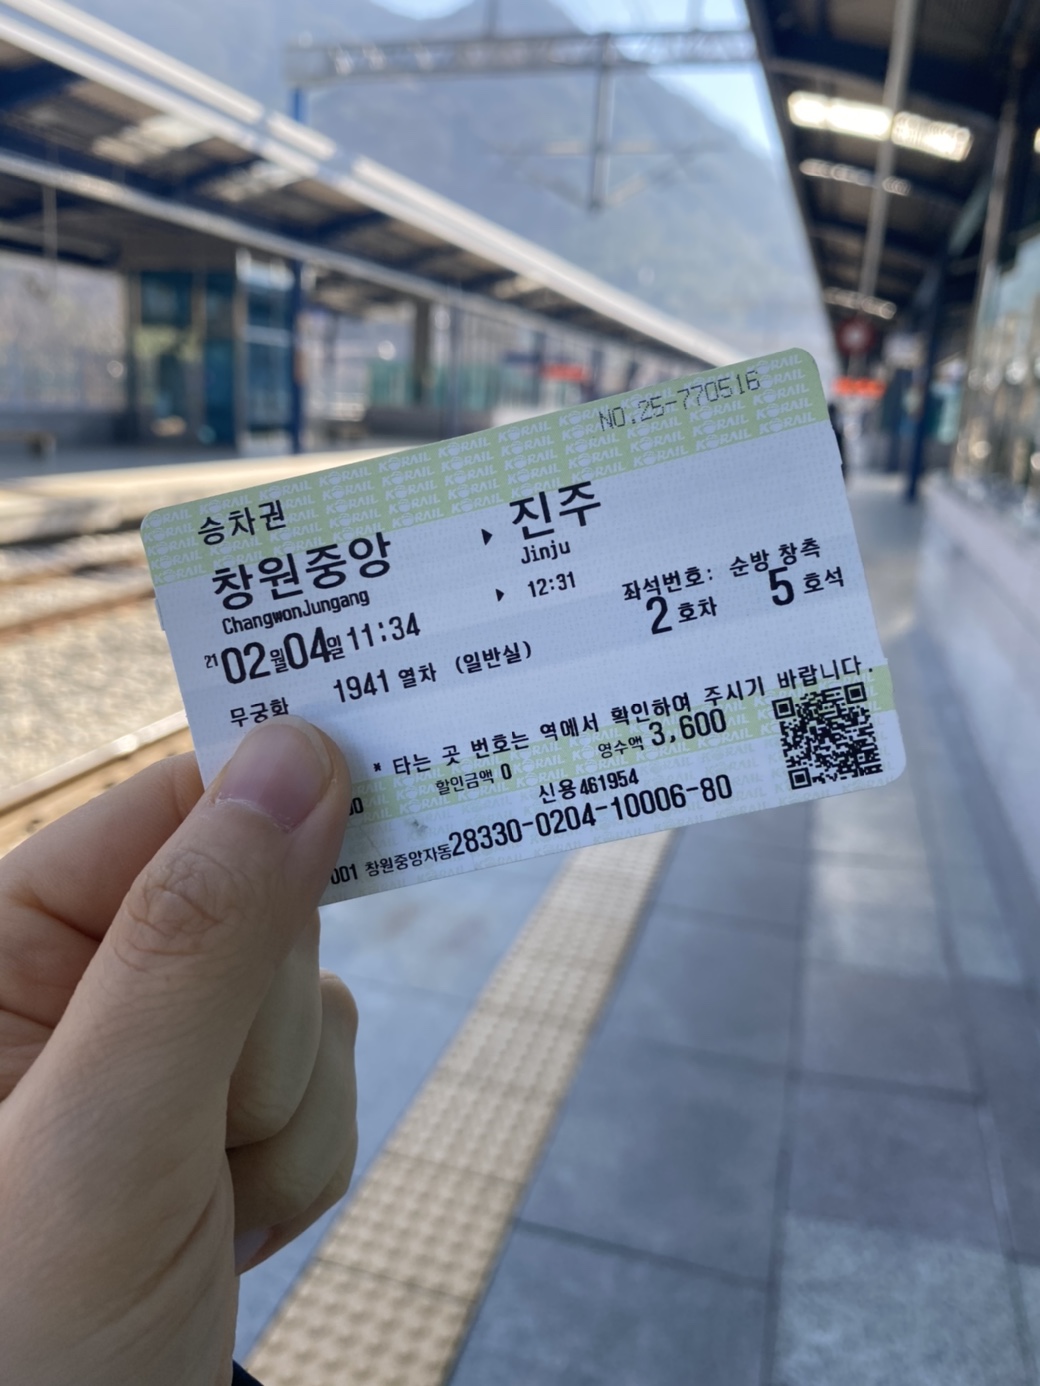 NO.25-770516
승차권
창원중앙 ▶ 진주
ChangwonJungang Jinju
21 02월04일 11:34 ▶ 12:31
좌석번호: 순방 창측
2 호차 5 호석
무궁화 1941 열차 (일반실)
* 타는 곳 번호는 역에서 확인하여 주시기 바랍니다.
할인금액 0 영수액 3,600
신용 461954
001 창원중앙자동 28330-0204-10006-80